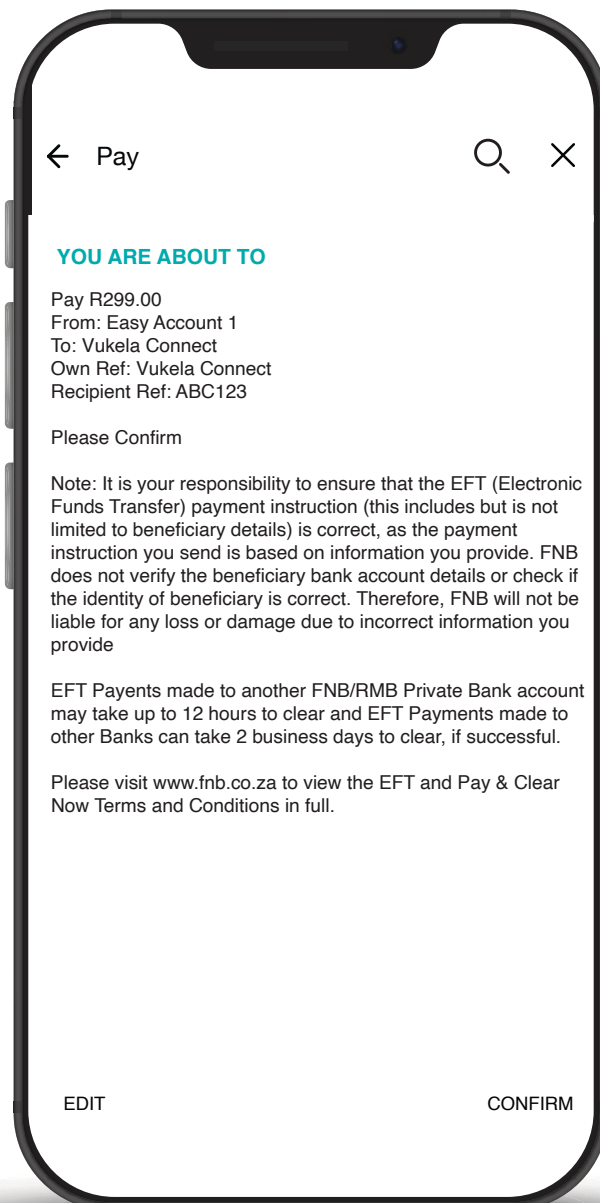 Pay
YOU ARE ABOUT TO
Pay R299.00
From: Easy Account 1
To: Vukela Connect
Own Ref: Vukela Connect
Recipient Ref: ABC123
Please Confirm
Note: It is your responsibility to ensure that the EFT (Electronic
Funds Transfer) payment instruction (this includes but is not
limited to beneficiary details) is correct, as the payment
instruction you send is based on information you provide. FNB
does not verify the beneficiary bank account details or check if
the identity of beneficiary is correct. Therefore, FNB will not be
liable for any loss or damage due to incorrect information you
provide
EFT Payents made to another FNB/RMB Private Bank account
may take up to 12 hours to clear and EFT Payments made to
other Banks can take 2 business days to clear, if successful.
Please visit www.fnb.co.za to view the EFT and Pay & Clear
Now Terms and Conditions in full.
EDIT
CONFIRM